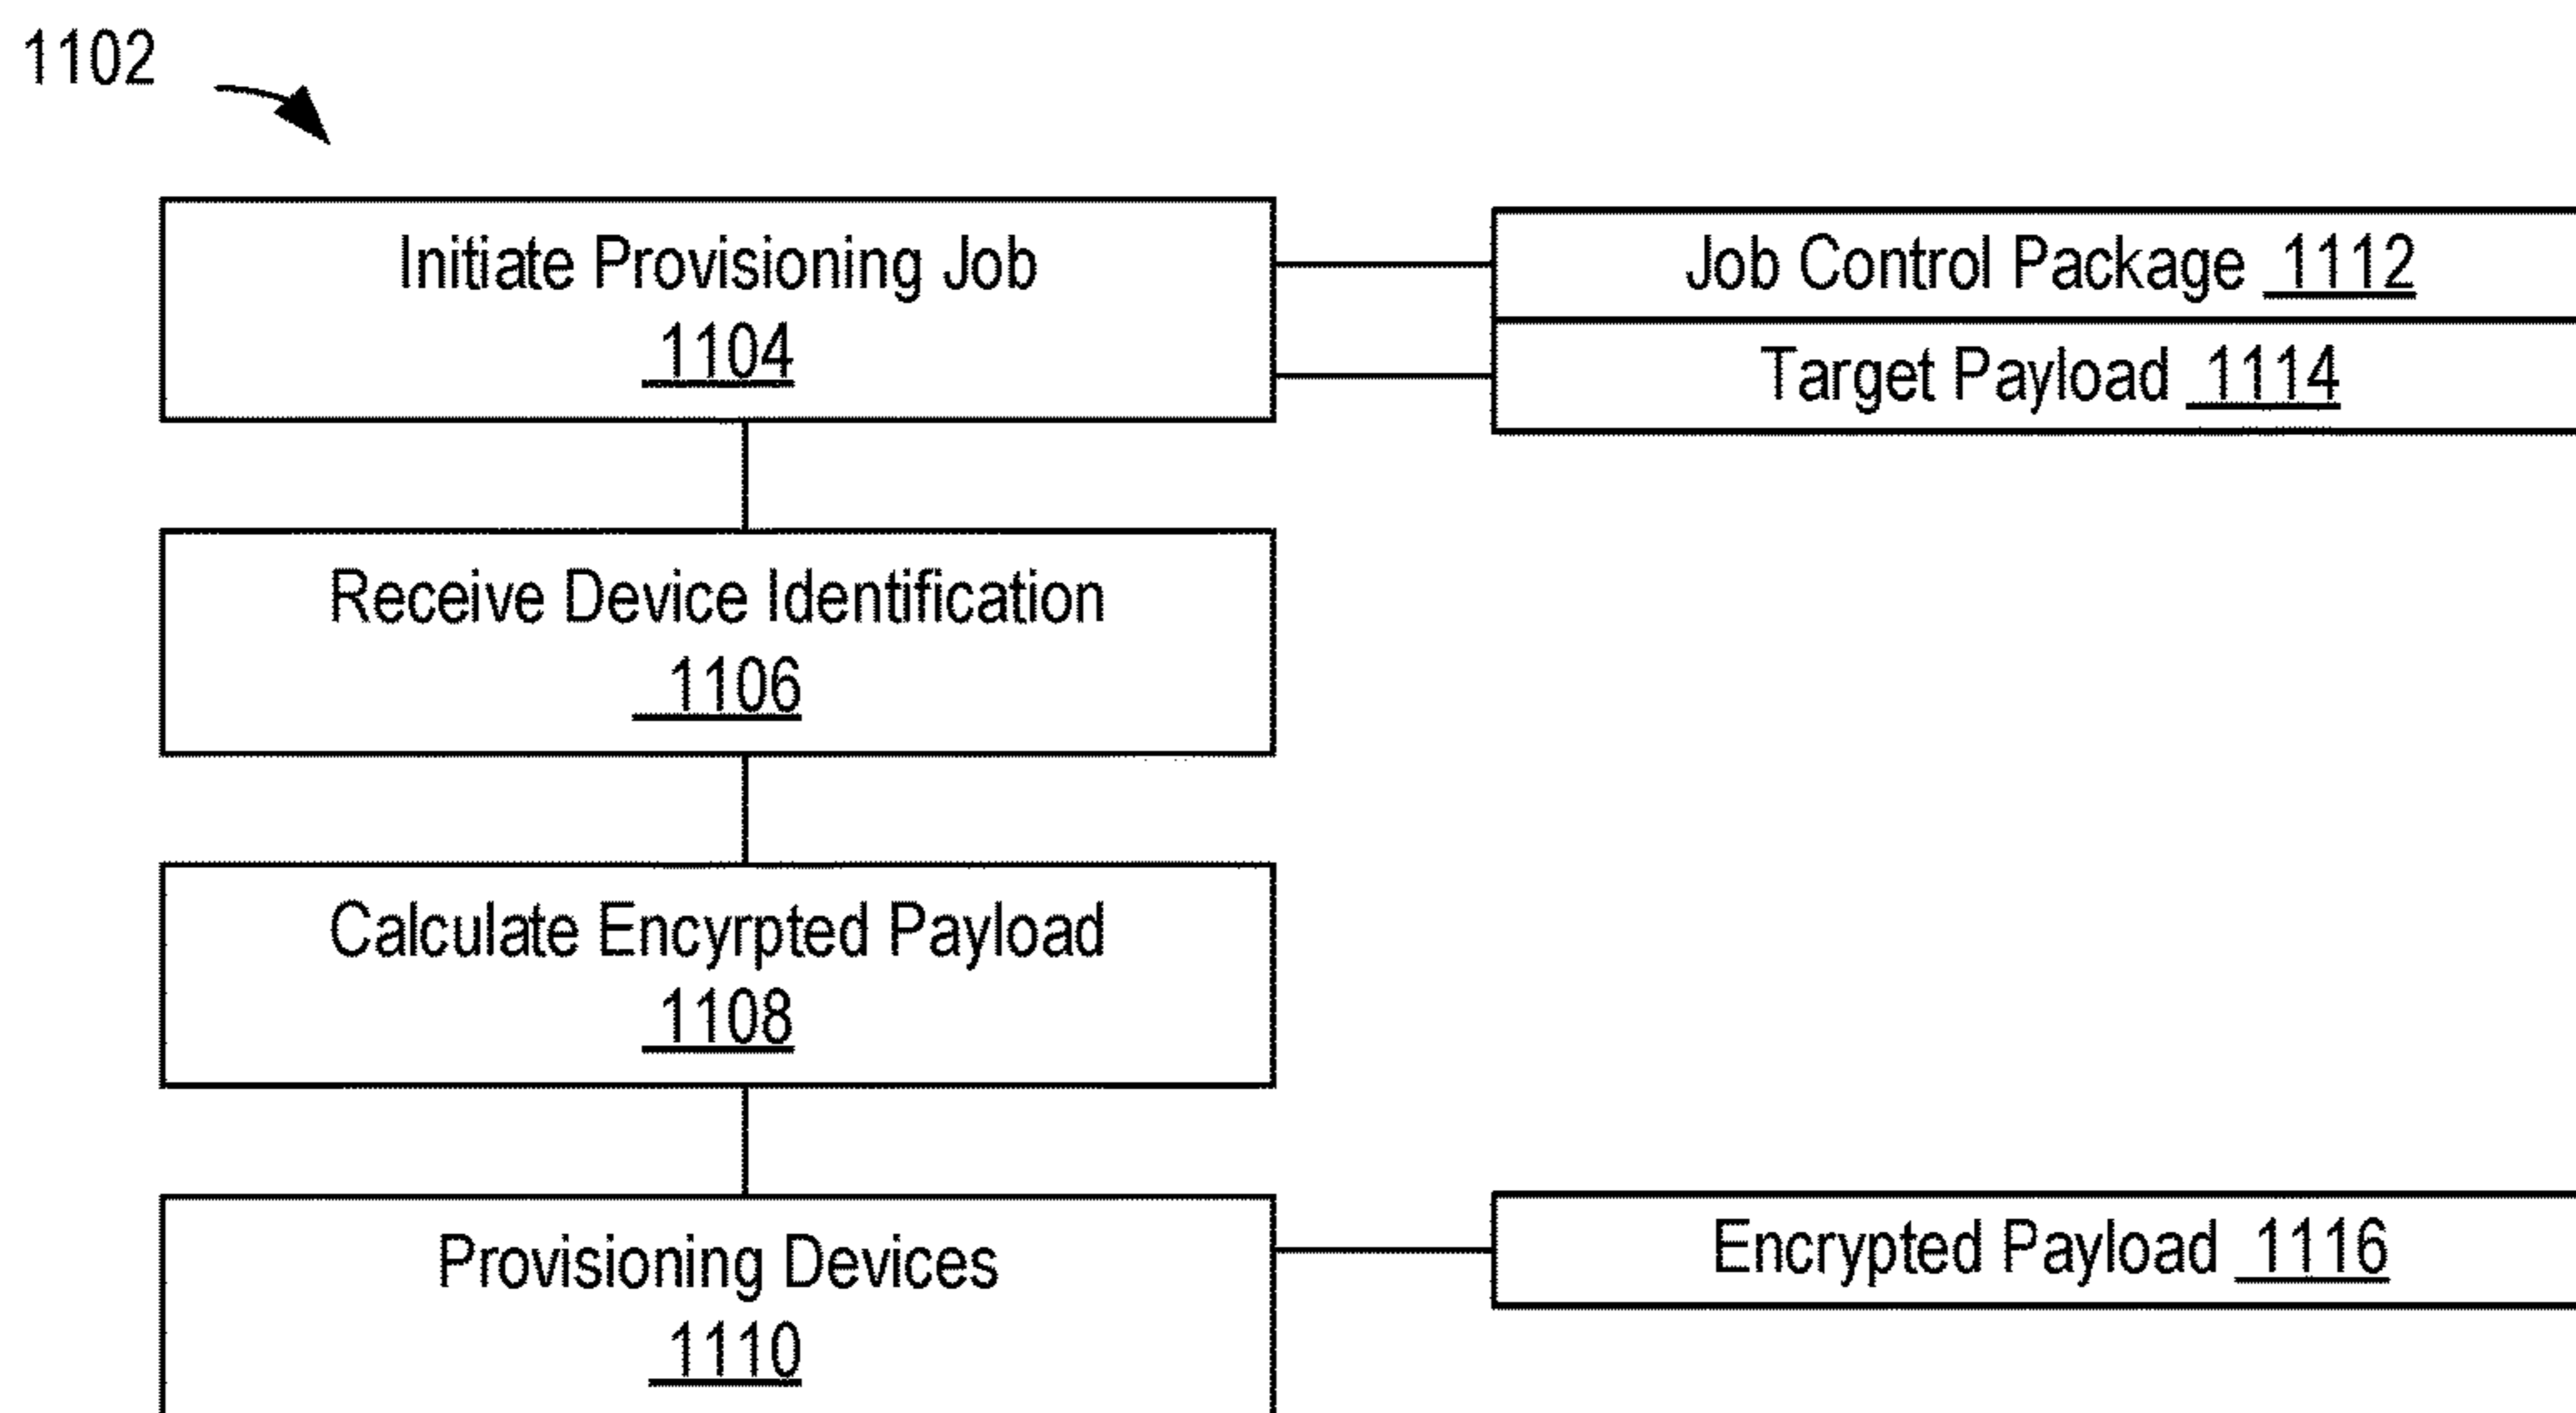 1102
Initiate Provisioning Job
1104
Job Control Package 1112
Target Payload 1114
Receive Device Identification
1106
Calculate Encyrpted Payload
1108
Provisioning Devices
1110
Encrypted Payload 1116